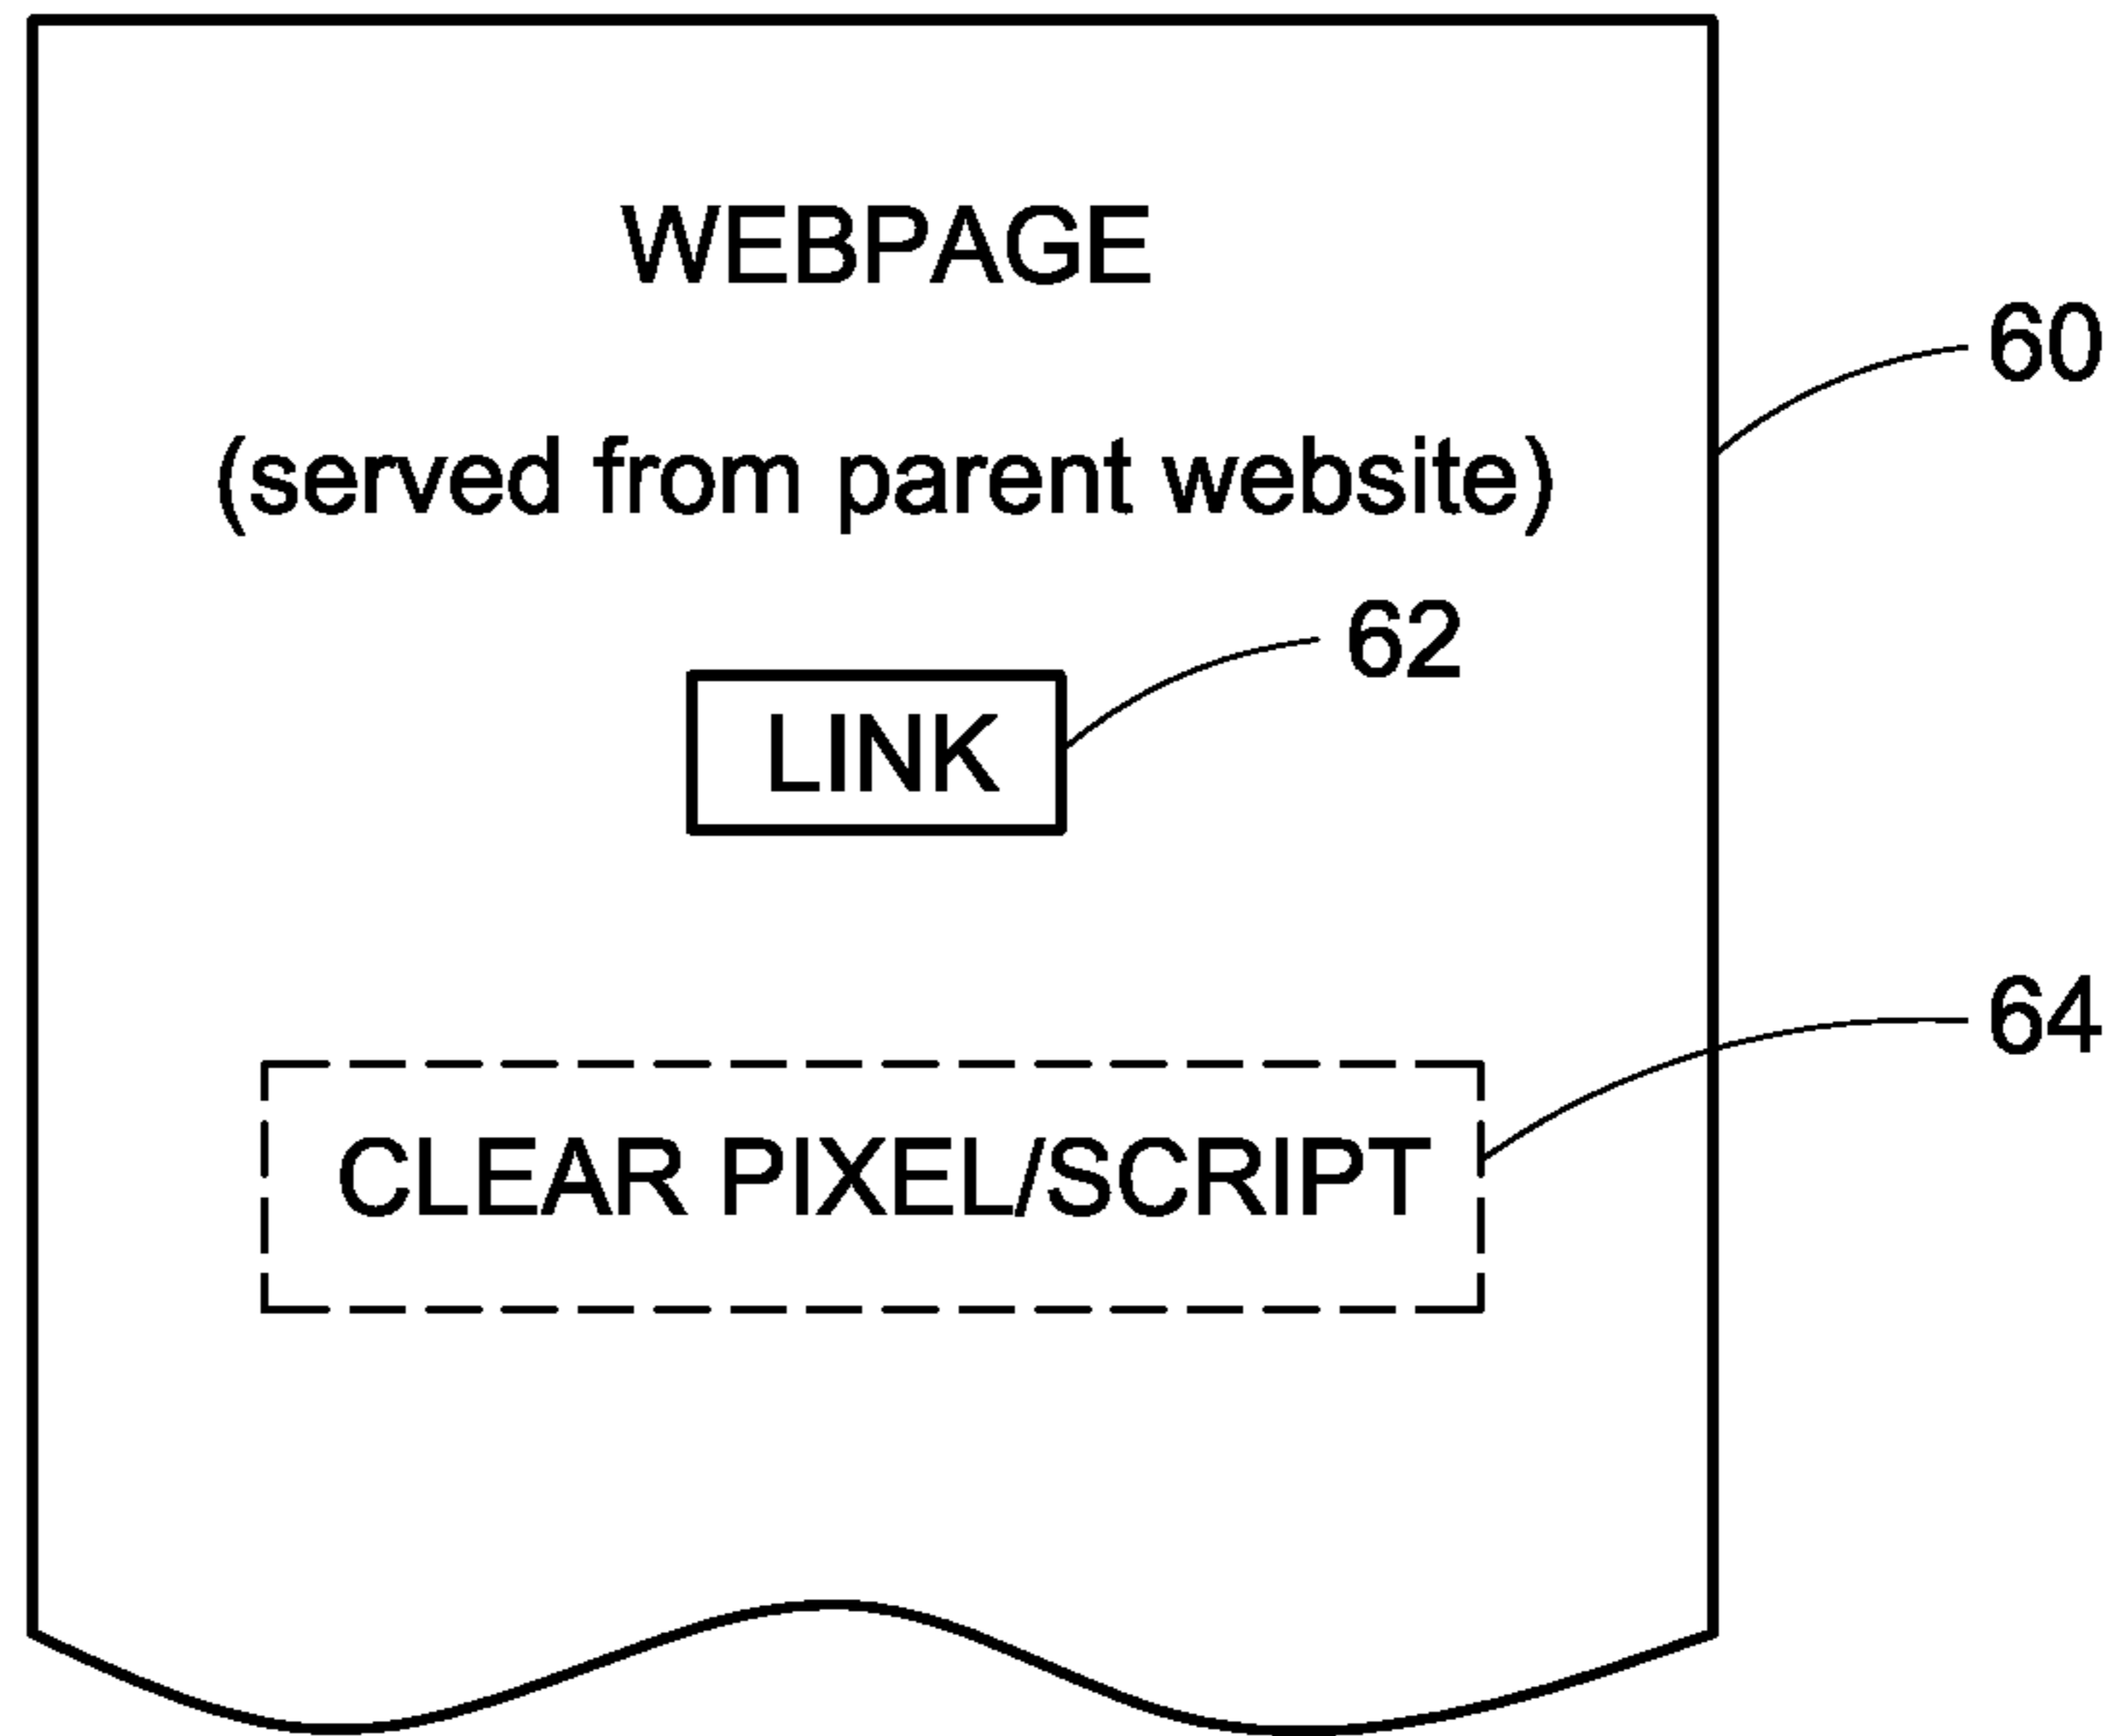 WEBPAGE
60
(served from parent website)
62
LINK
64
CLEAR PIXEL/SCRIPT